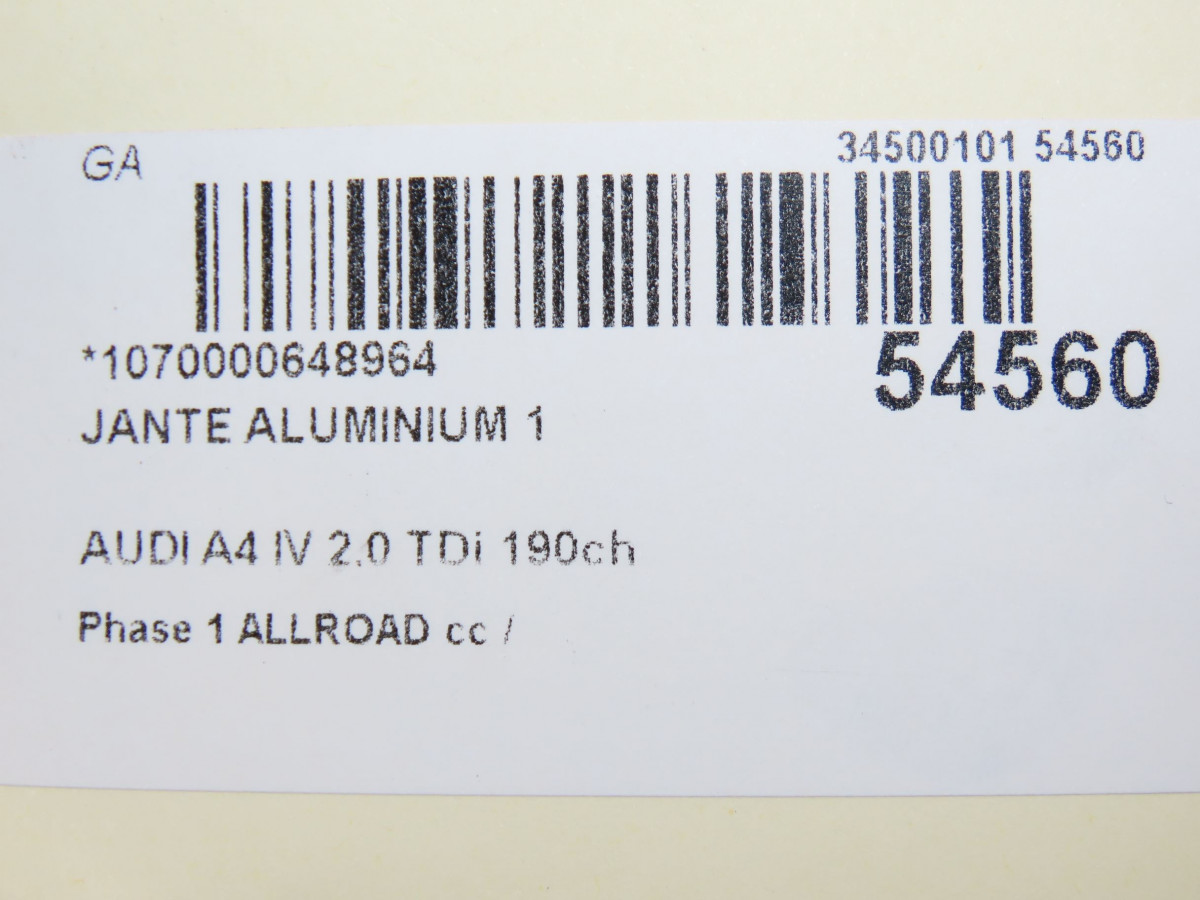 GA
34500101 54560
*1070000648964
54560
JANTE ALUMINIUM 1
AUDI A4 IV 2.0 TDi 190ch
Phase 1 ALLROAD cc /